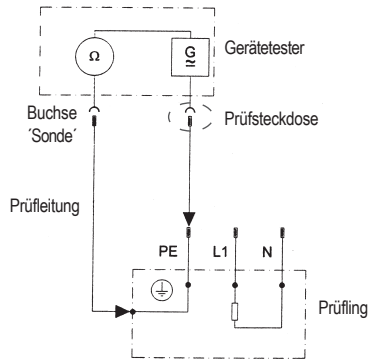 Ω
G
Gerätetester
Buchse
´Sonde´
Prüfsteckdose
Prüfleitung
PE
L1
N
Prüfling